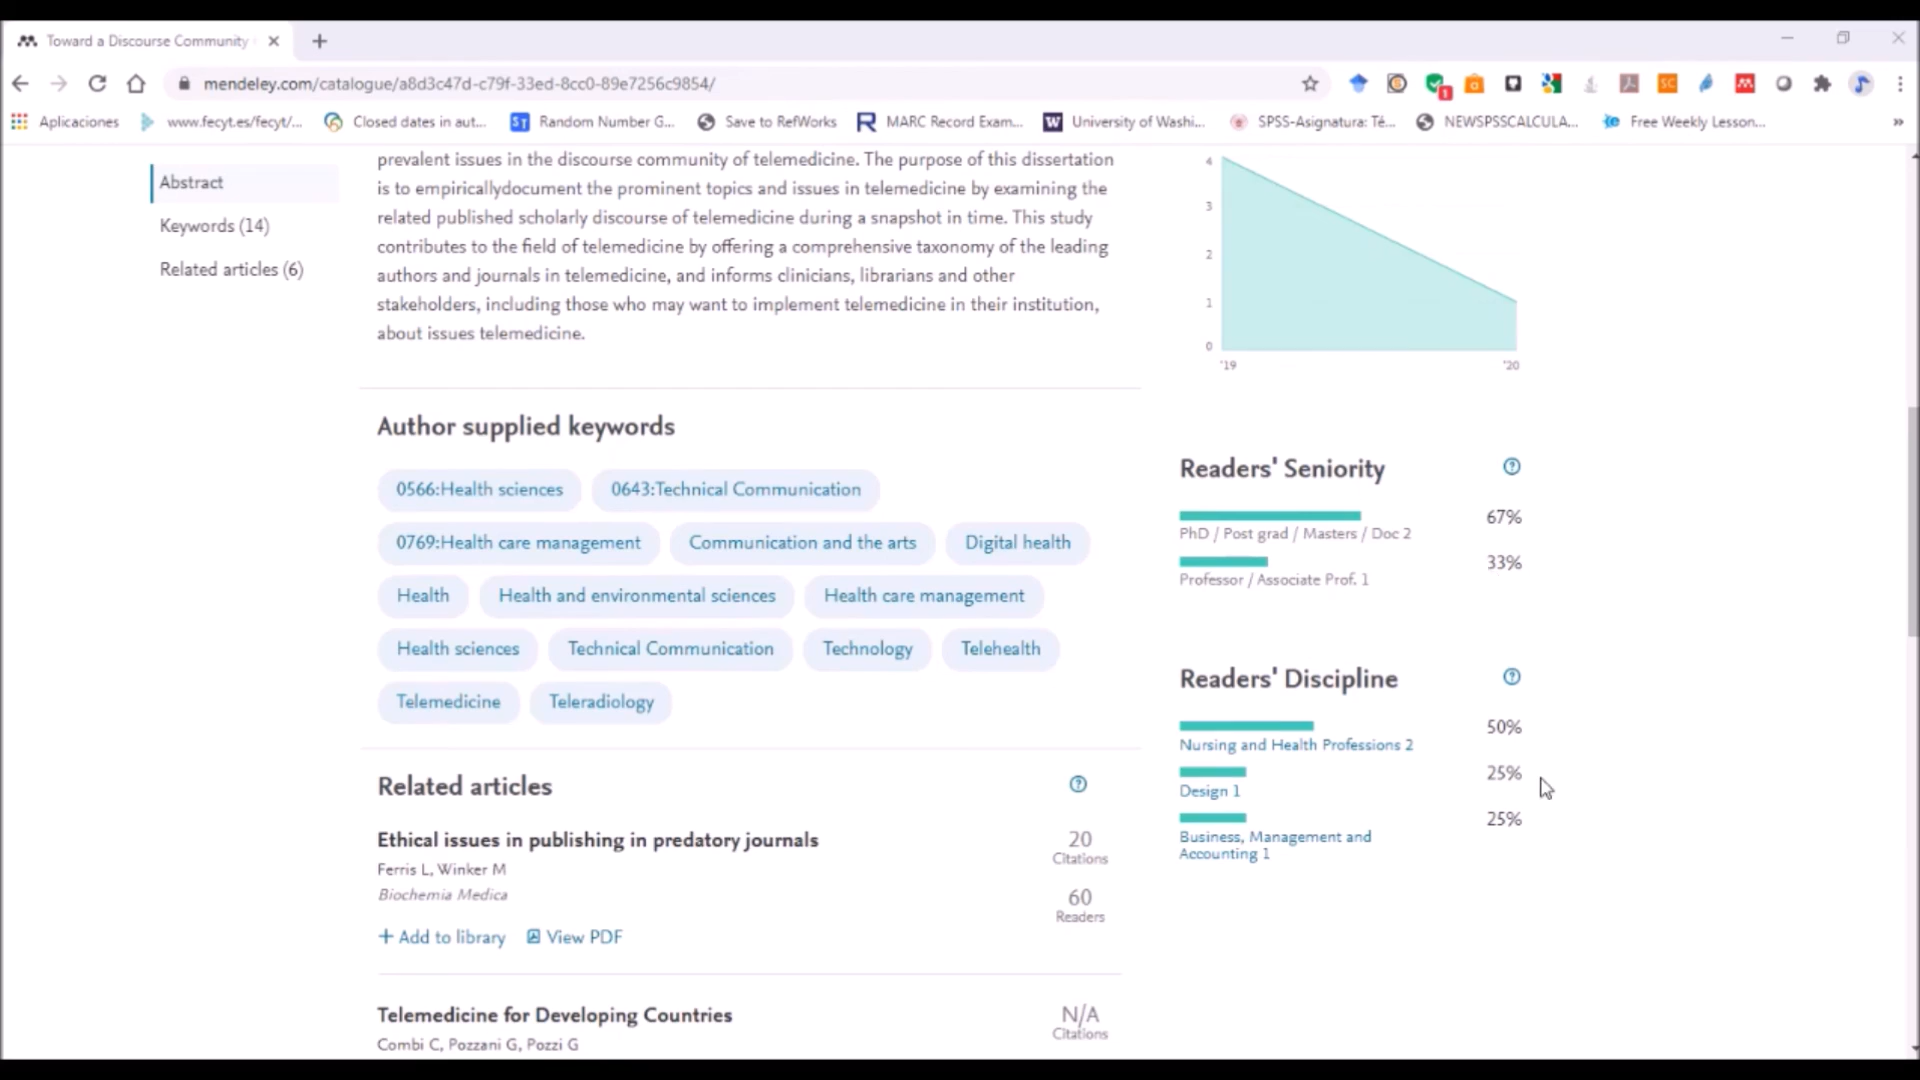 Toward a Discourse Community
mendeley.com/catalogue/a8d3c47d-c79f-33ed-8cc0-89e7256c9854/
Aplicaciones
www.fecyt.es/fecyt/...
Closed dates in aut...
Random Number G...
Save to RefWorks
MARC Record Exam...
University of Washi...
SPSS-Asignatura: Té...
NEWSPSSCALCULA...
Free Weekly Lesson...
»
Abstract
Keywords (14)
Related articles (6)
prevalent issues in the discourse community of telemedicine. The purpose of this dissertation
is to empiricallydocument the prominent topics and issues in telemedicine by examining the
related published scholarly discourse of telemedicine during a snapshot in time. This study
contributes to the field of telemedicine by offering a comprehensive taxonomy of the leading
authors and journals in telemedicine, and informs clinicians, librarians and other
stakeholders, including those who may want to implement telemedicine in their institution,
about issues telemedicine.
Author supplied keywords
0566:Health sciences
0643:Technical Communication
0769:Health care management
Communication and the arts
Digital health
Health
Health and environmental sciences
Health care management
Health sciences
Technical Communication
Technology
Telehealth
Telemedicine
Teleradiology
Related articles
Ethical issues in publishing in predatory journals
Ferris L, Winker M
Biochemia Medica
20
Citations
60
Readers
+ Add to library
View PDF
Telemedicine for Developing Countries
Combi C, Pozzani G, Pozzi G
N/A
Citations
4
3
2
1
0
'19
'20
Readers' Seniority
67%
PhD / Post grad / Masters / Doc 2
33%
Professor / Associate Prof. 1
Readers' Discipline
50%
Nursing and Health Professions 2
25%
Design 1
25%
Business, Management and
Accounting 1